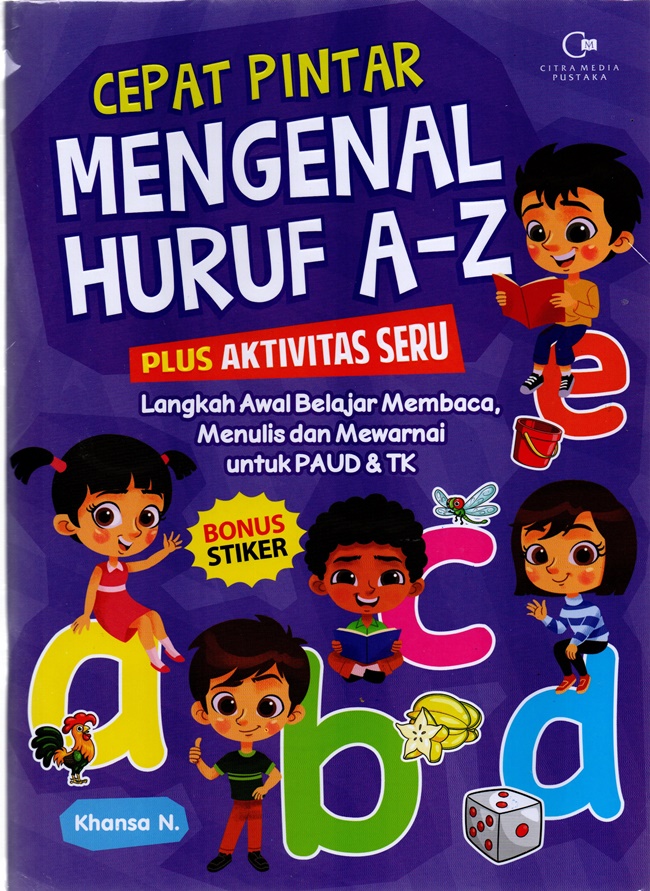 CM
CITRA MEDIA
PUSTAKA
CEPAT PINTAR
MENGENAL
HURUF A-Z
PLUS AKTIVITAS SERU
Langkah Awal Belajar Membaca,
Menulis dan Mewarnai
untuk PAUD & TK
BONUS
STIKER
e
c
a
b
d
Khansa N.